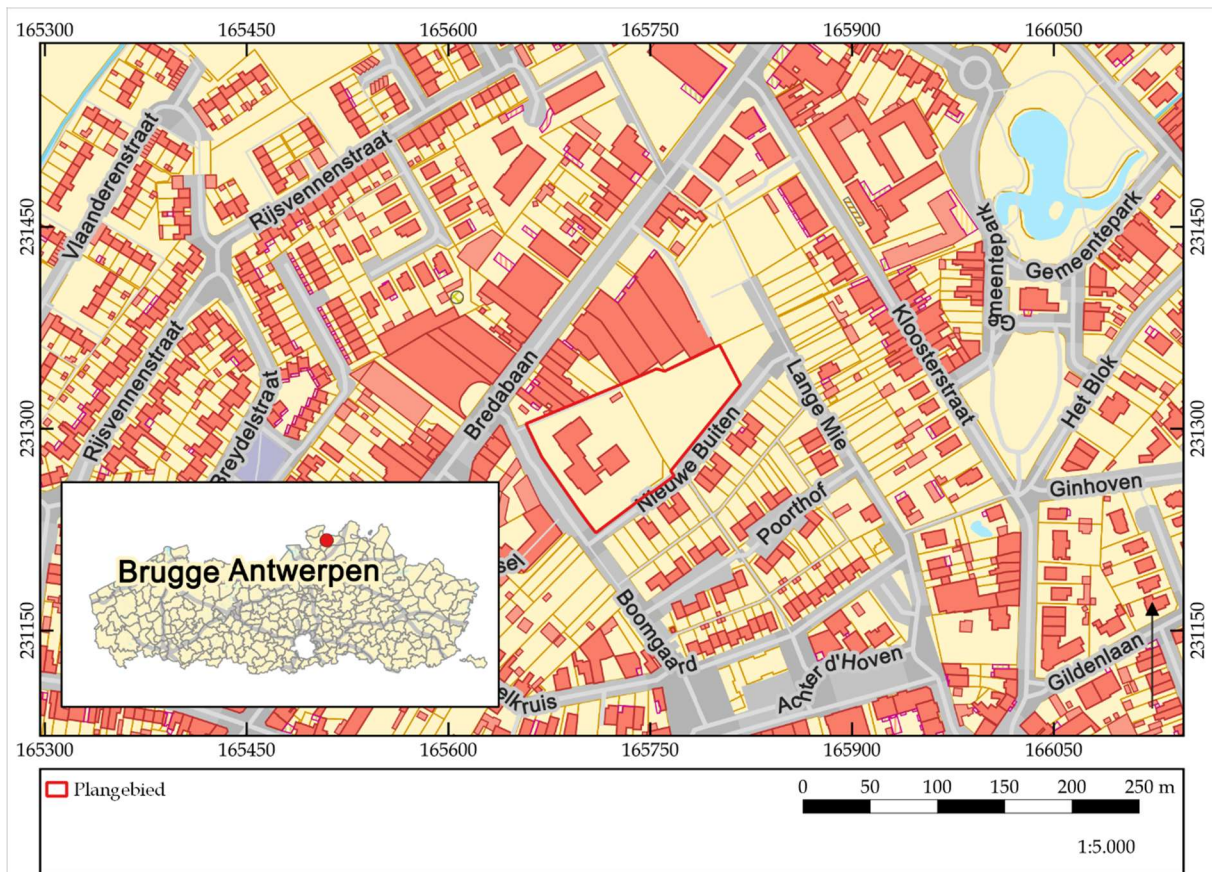 165300 165450 165600 165750 165900 166050
231450
231300
231150
231450
231300
231150
Vlaanderenstraat
Rijsvennenstraat
Rijsvennenstraat
Breydelstraat
Bredabaan
Kloosterstraat
Gemeentepark
Gemeentepark
Lange Mie
Het Blok
Nieuwe Buiten
Ginhoven
Poorthof
sel
Boomgaard
Achter d'Hoven
Gildenlaan
elkruis
Brugge Antwerpen
165300 165450 165600 165750 165900 166050
Plangebied
0 50 100 150 200 250 m
1:5.000